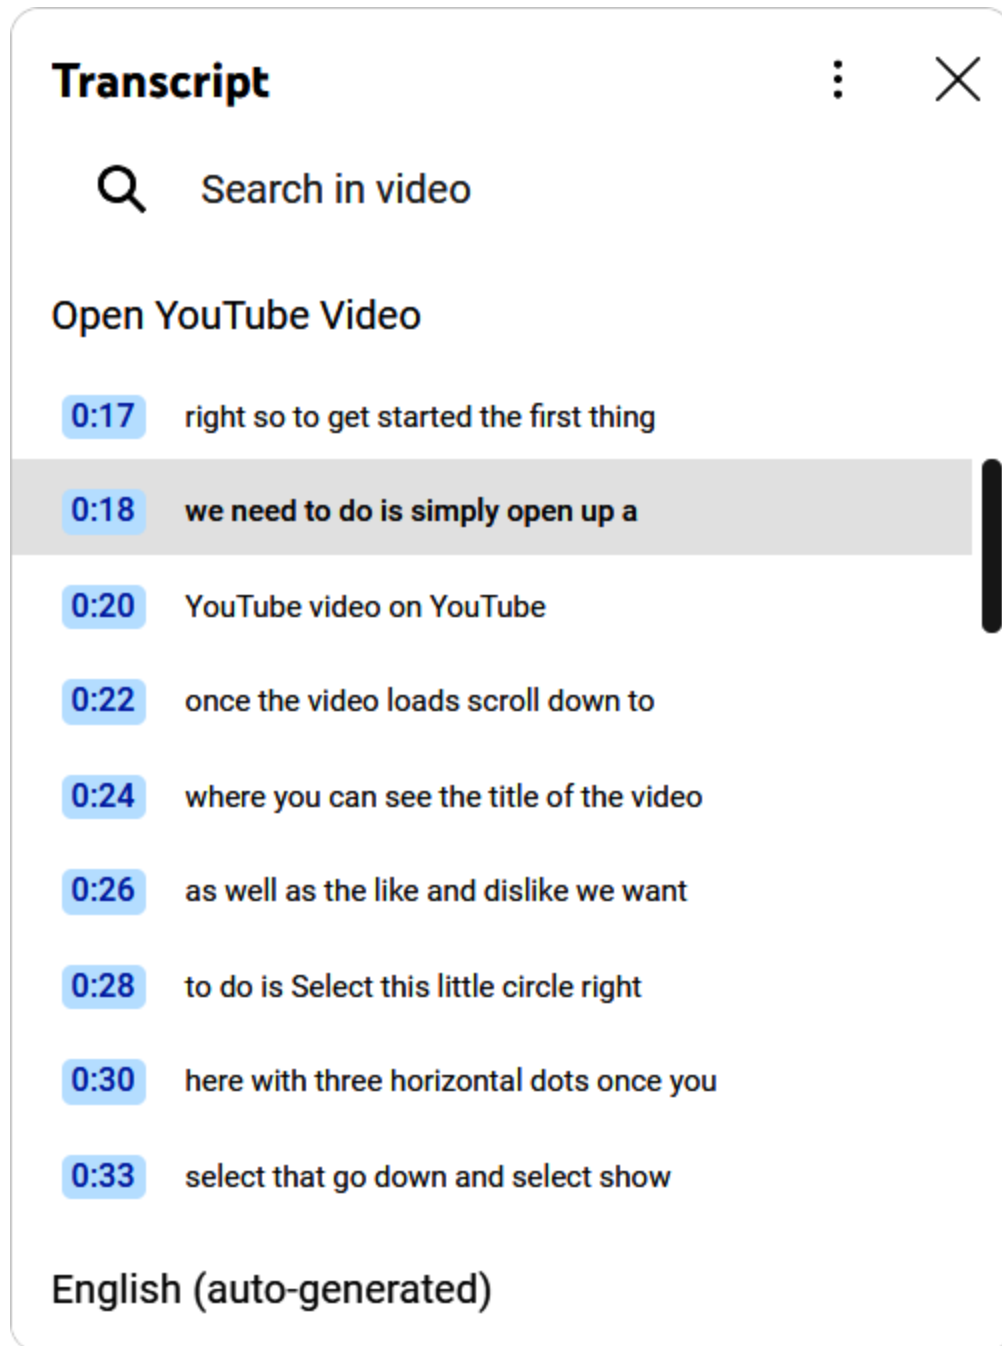 Transcript
Search in video
Open YouTube Video
0:17 right so to get started the first thing
0:18 we need to do is simply open up a
0:20 YouTube video on YouTube
0:22 once the video loads scroll down to
0:24 where you can see the title of the video
0:26 as well as the like and dislike we want
0:28 to do is Select this little circle right
0:30 here with three horizontal dots once you
0:33 select that go down and select show
English (auto-generated)